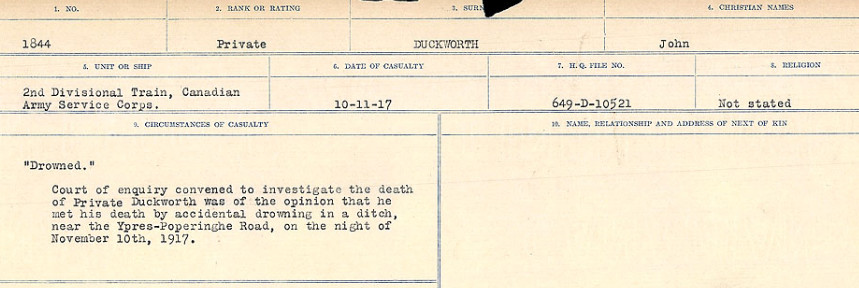 1. NO. 2. RANK OR RATING 3. 4. CHRISTIAN NAMES
1844 Private DUCKWORTH John
5. UNIT OR SHIP 6. DATE OF CASUALTY 7. H.Q. FILE NO. 8. RELIGION
2nd Divisional Train, Canadian
Army Service Corps. 10-11-17 649-D-10521 Not stated
9. CIRCUMSTANCES OF CASUALTY 10. NAME, RELATIONSHIP AND ADDRESS OF NEXT OF KIN
"Drowned."
Court of enquiry convened to investigate the death
of Private Duckworth was of the opinion that he
met his death by accidental drowning in a ditch,
near the Ypres-Poperinghe Road, on the night of
November 10th, 1917.